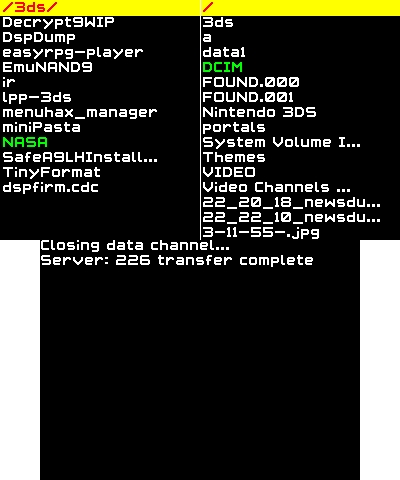 /3ds/
Decrypt9WIP
DspDump
easyrpg-player
EmuNAND9
ir
lpp-3ds
menuhax_manager
miniPasta
NASA
SafeA9LHInstall...
TinyFormat
dspfirm.cdc
/
3ds
a
data1
DCIM
FOUND.000
FOUND.001
Nintendo 3DS
portals
System Volume I...
Themes
VIDEO
Video Channels ...
22_20_18_newsdu...
22_22_10_newsdu...
3-11-55-.jpg
Closing data channel...
Server: 226 transfer complete